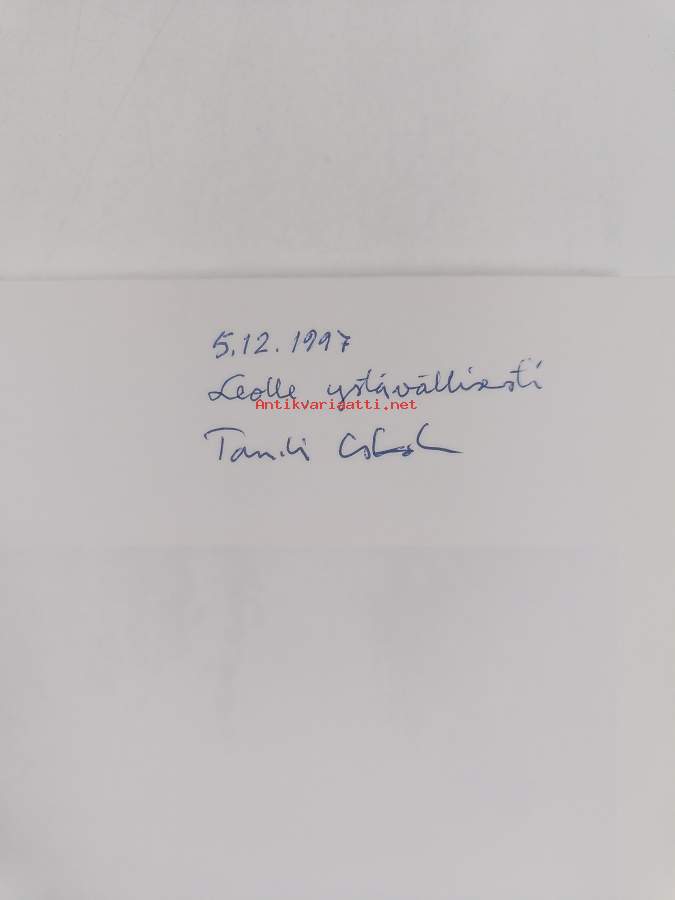 5.12.1997
Leolle ystävällisesti
Antikvariaatti.net